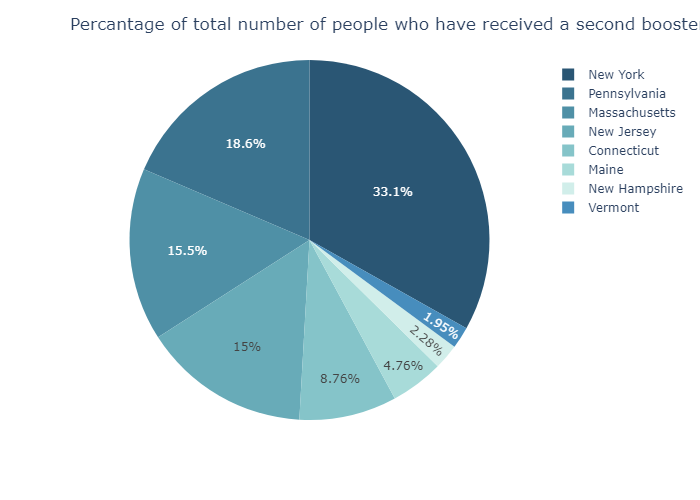 Percantage of total number of people who have received a second booster
New York
Pennsylvania
Massachusetts
New Jersey
Connecticut
Maine
New Hampshire
Vermont
33.1%
18.6%
15.5%
15%
8.76%
4.76%
2.28%
1.95%